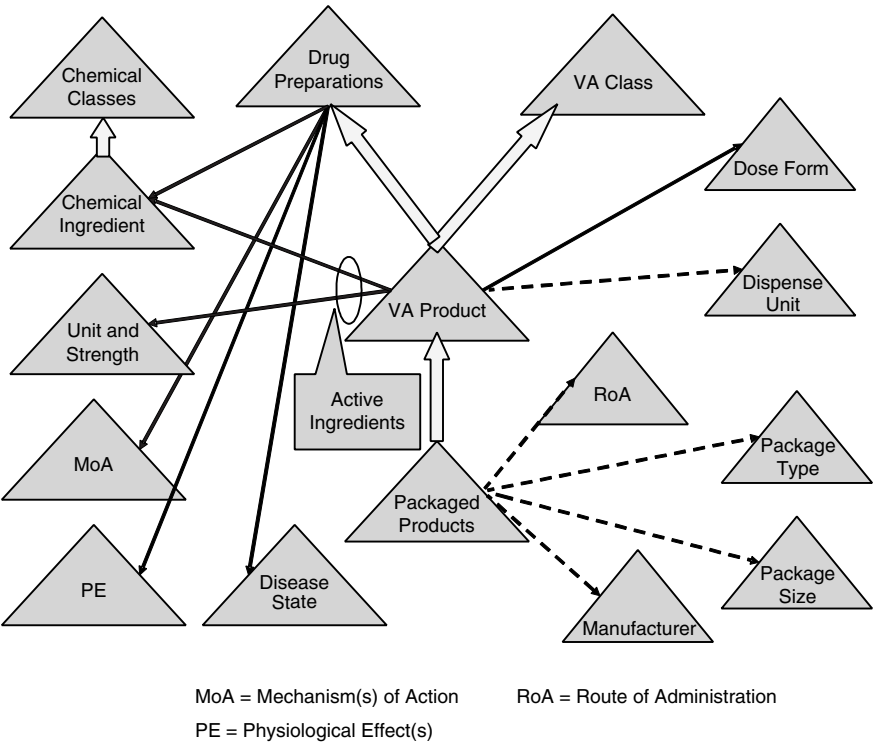 Chemical
Classes
Drug
Preparations
VA Class
Dose Form
Chemical
Ingredient
Dispense
Unit
VA Product
Unit and
Strength
Active
Ingredients
RoA
Package
Type
MoA
Packaged
Products
PE
Disease
State
Package
Size
Manufacturer
MoA = Mechanism(s) of Action
RoA = Route of Administration
PE = Physiological Effect(s)